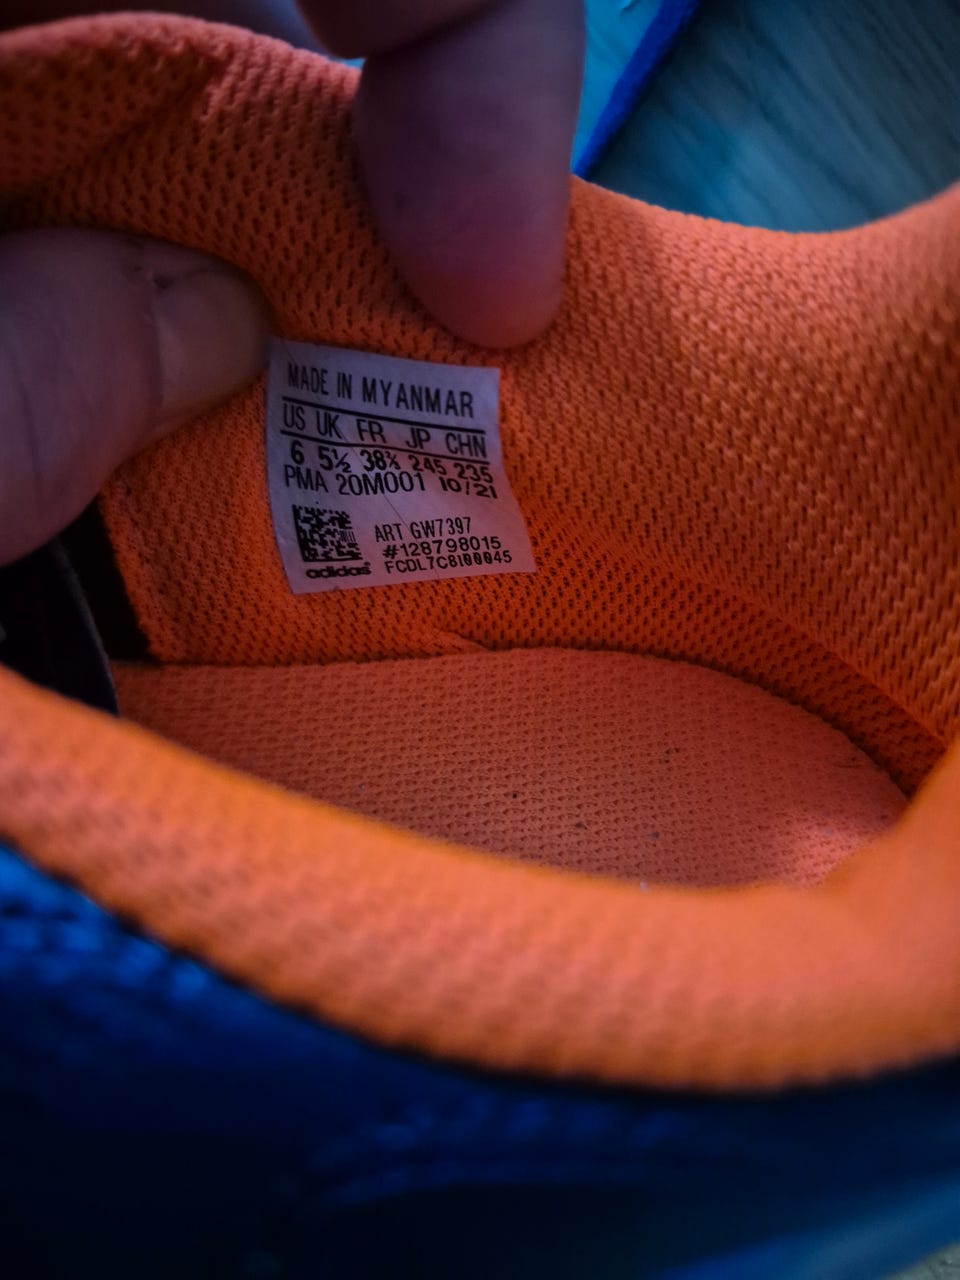 MADE IN MYANMAR
US UK FR JP CHN
6 5½ 38⅔ 245 235
PMA 20M001 10/21
ART GW7397
#128798015
FCDL7C8100045
adidas